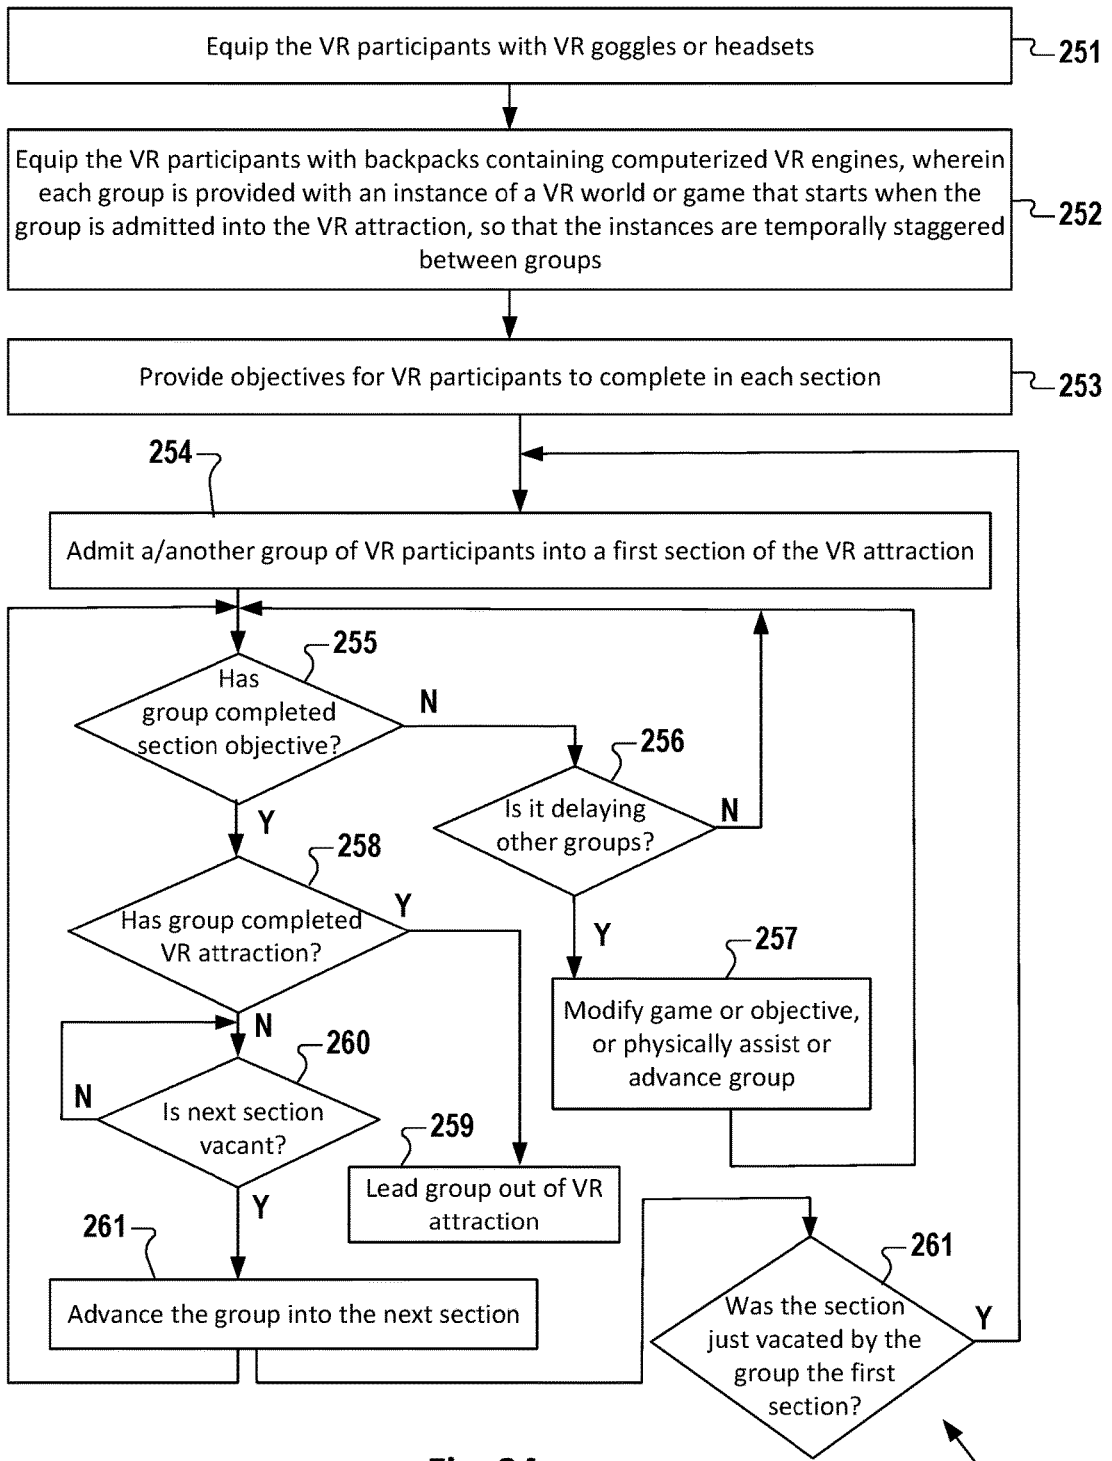 Equip the VR participants with VR goggles or headsets
251
Equip the VR participants with backpacks containing computerized VR engines, wherein
each group is provided with an instance of a VR world or game that starts when the
group is admitted into the VR attraction, so that the instances are temporally staggered
between groups
252
Provide objectives for VR participants to complete in each section
253
254
Admit a/another group of VR participants into a first section of the VR attraction
255
Has
group completed
section objective?
N
Y
256
Is it delaying
other groups?
N
Y
257
Modify game or objective,
or physically assist or
advance group
258
Has group completed
VR attraction?
Y
N
259
Lead group out of VR
attraction
260
Is next section
vacant?
N
Y
261
Advance the group into the next section
261
Was the section
just vacated by the
group the first
section?
Y